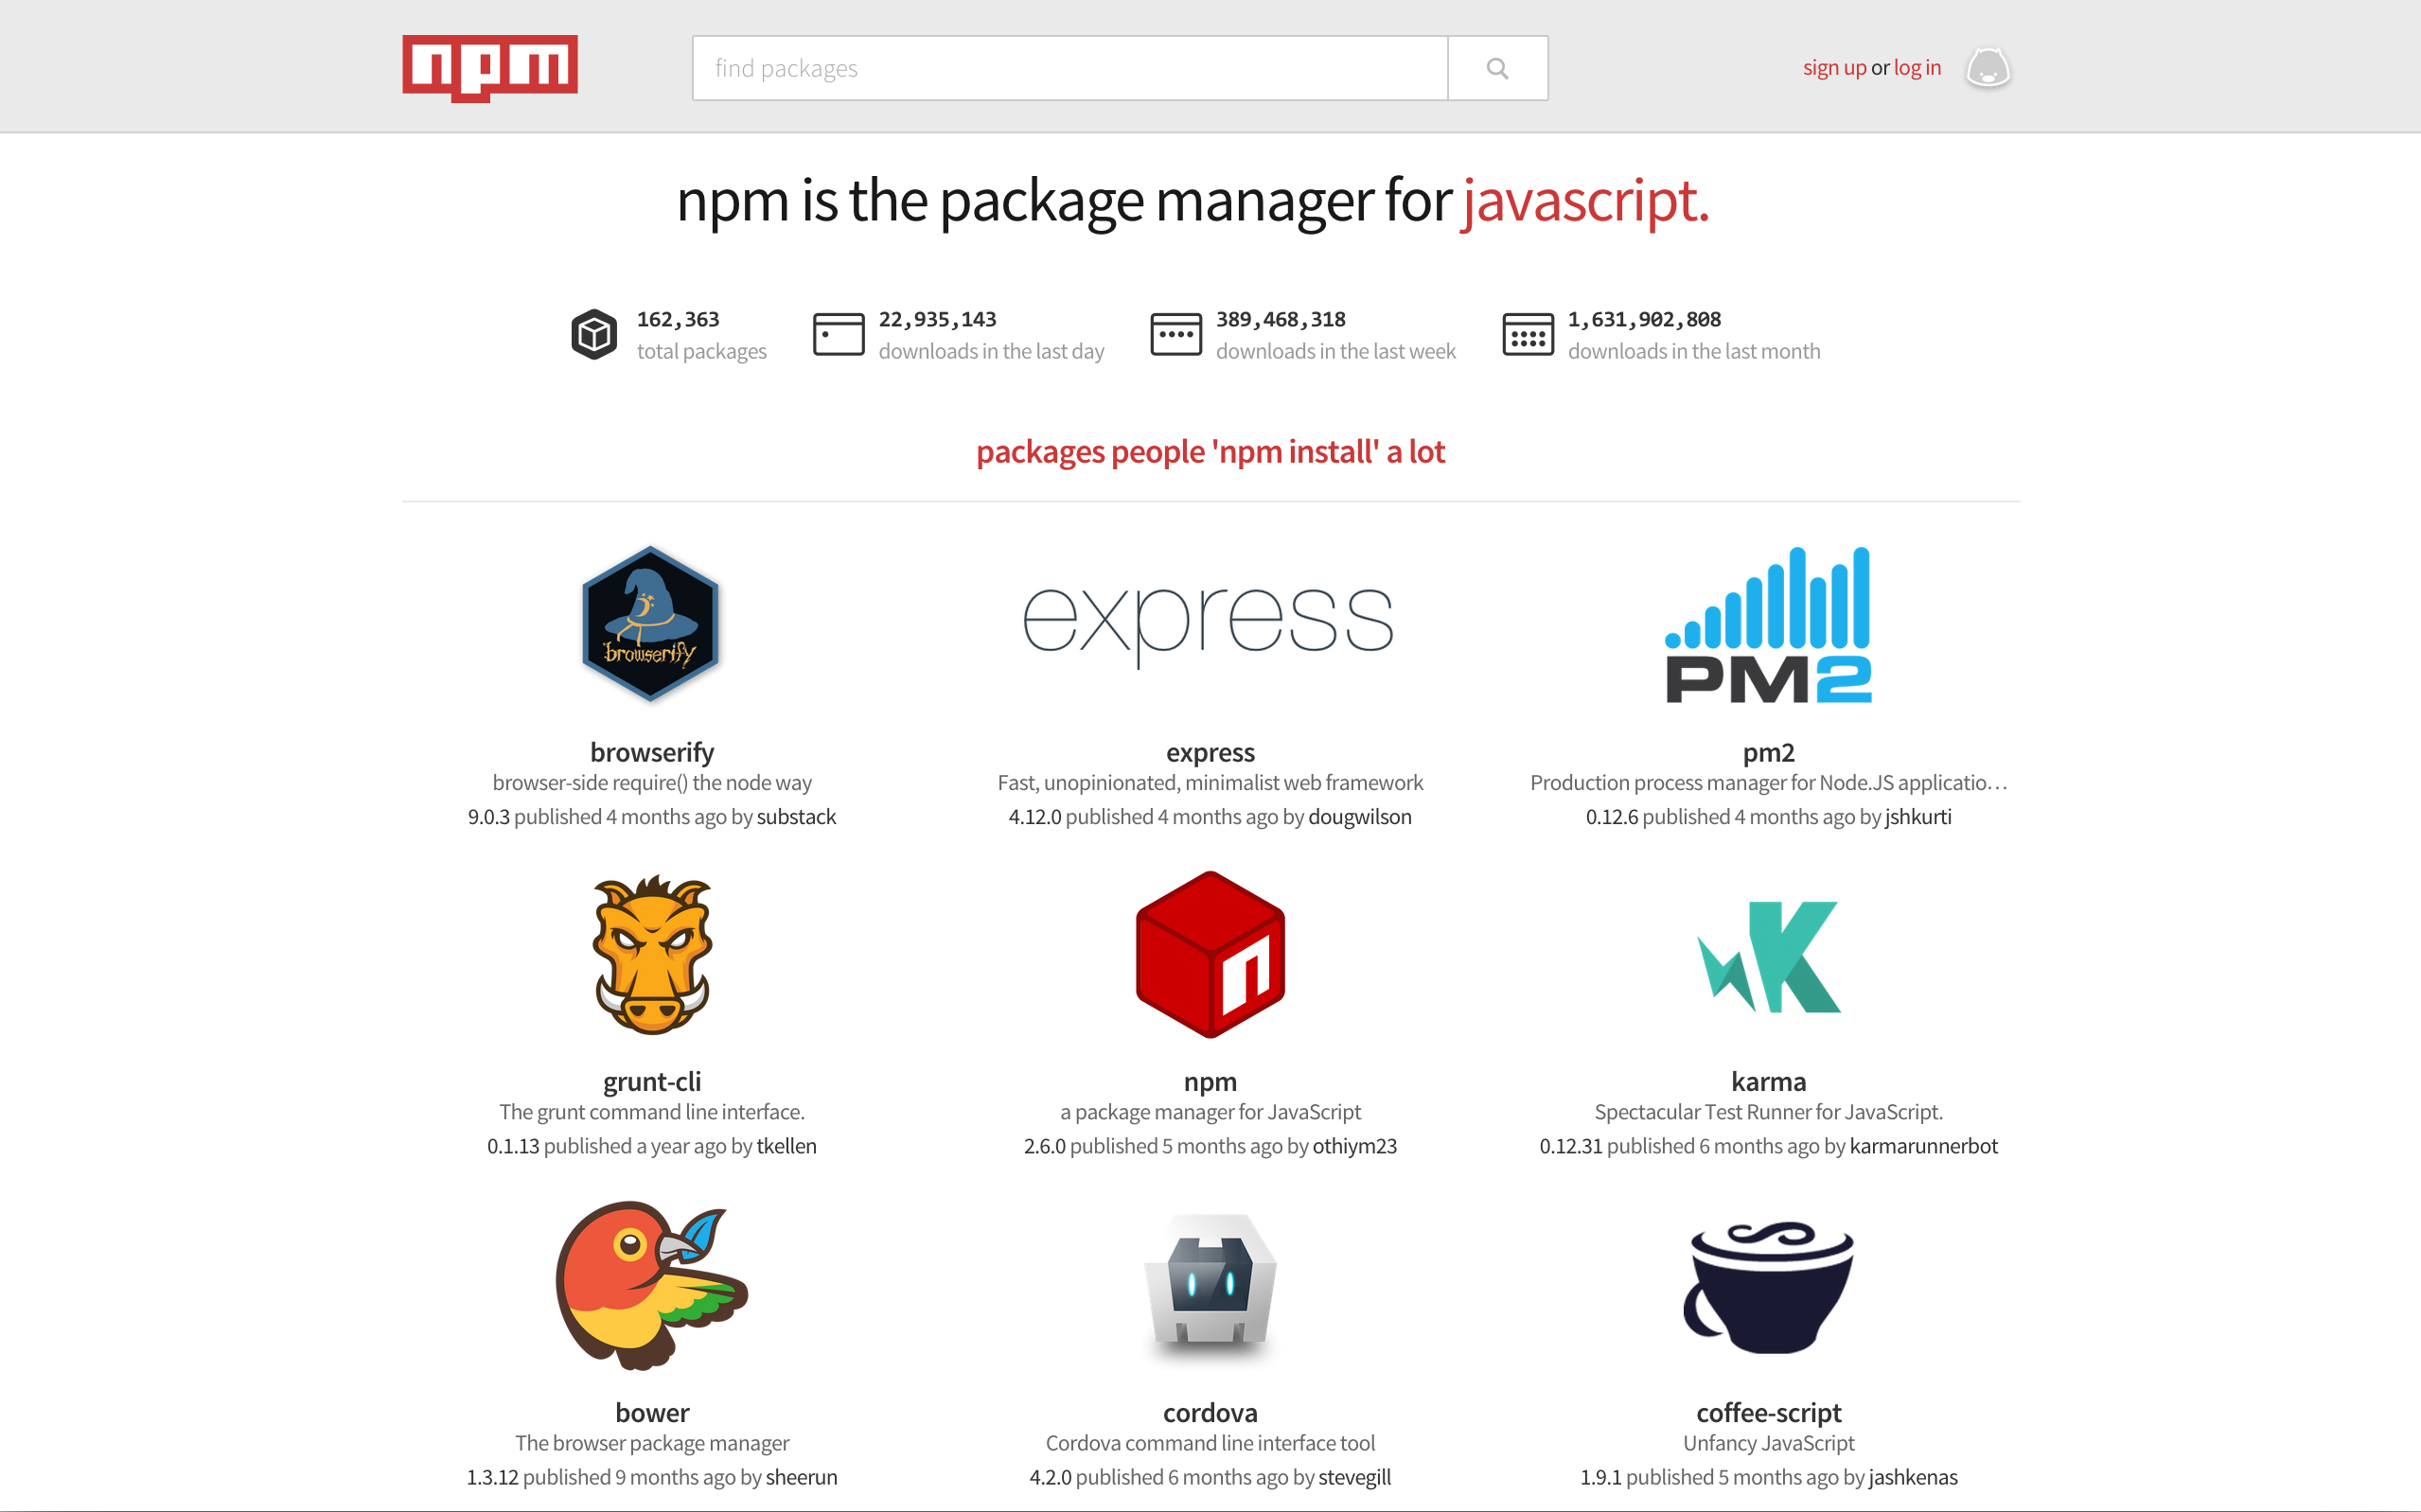 npm
find packages
sign up or log in
npm is the package manager for javascript.
162,363
total packages
22,935,143
downloads in the last day
389,468,318
downloads in the last week
1,631,902,808
downloads in the last month
packages people 'npm install' a lot
browserify
browserify
browser-side require() the node way
9.0.3 published 4 months ago by substack
express
express
Fast, unopinionated, minimalist web framework
4.12.0 published 4 months ago by dougwilson
PM2
pm2
Production process manager for Node.JS applicatio…
0.12.6 published 4 months ago by jshkurti
grunt-cli
The grunt command line interface.
0.1.13 published a year ago by tkellen
n
npm
a package manager for JavaScript
2.6.0 published 5 months ago by othiym23
K
karma
Spectacular Test Runner for JavaScript.
0.12.31 published 6 months ago by karmarunnerbot
bower
The browser package manager
1.3.12 published 9 months ago by sheerun
cordova
Cordova command line interface tool
4.2.0 published 6 months ago by stevegill
coffee-script
Unfancy JavaScript
1.9.1 published 5 months ago by jashkenas